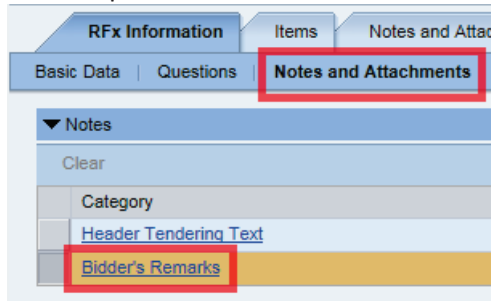 RFx Information Items Notes and Attac
Basic Data | Questions | Notes and Attachments
Notes
Clear
Category
Header Tendering Text
Bidder's Remarks